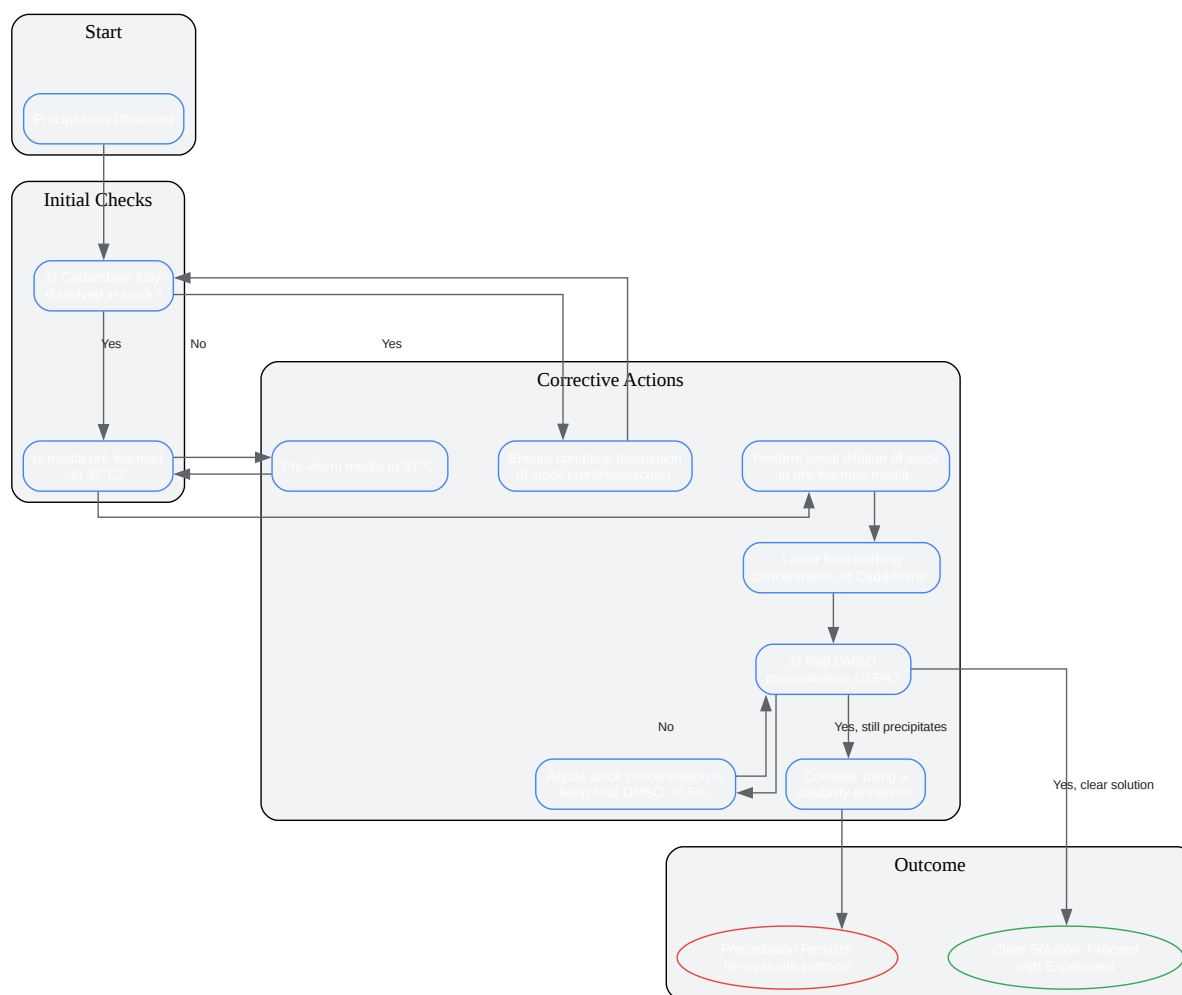 Start
Precipitation Observed
Initial Checks
Is Cadambine fully
dissolved in stock?
Yes
No
Yes
Corrective Actions
Is media pre-warmed
to 37°C?
Pre-warm media to 37°C.
Ensure complete dissolution
of stock (vortex/sonicate).
Perform serial dilution of stock
in pre-warmed media.
Lower final working
concentration of Cadambine.
Is final DMSO
concentration <0.5%?
No
Yes, still precipitates
Adjust stock concentration to
keep final DMSO <0.5%.
Consider using a
solubility enhancer.
Yes, clear solution
Outcome
Precipitation Persists:
Re-evaluate protocol.
Clear Solution: Proceed
with Experiment.